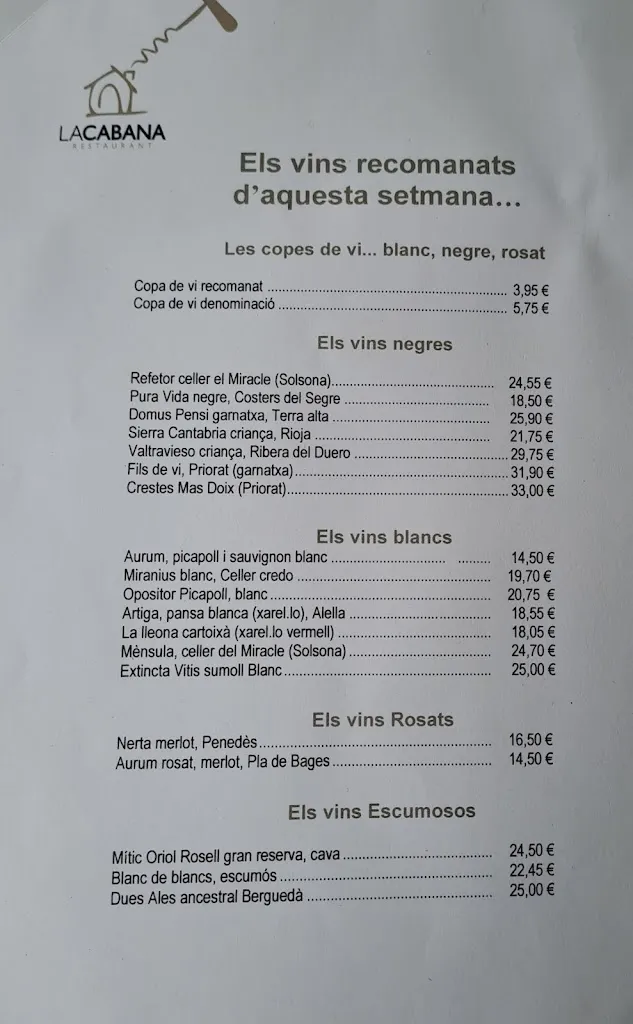 LACABANA
RESTAURANT
Els vins recomanats
d'aquesta setmana...
Les copes de vi... blanc, negre, rosat
Copa de vi recomanat ........ 3,95 €
Copa de vi denominació ........ 5,75 €
Els vins negres
Refetor celler el Miracle (Solsona)........ 24,55 €
Pura Vida negre, Costers del Segre ........ 18,50 €
Domus Pensi garnatxa, Terra alta ........ 25,90 €
Sierra Cantabria criança, Rioja ........ 21,75 €
Valtravieso criança, Ribera del Duero ........ 29,75 €
Fils de vi, Priorat (garnatxa)........ 31,90 €
Crestes Mas Doix (Priorat)........ 33,00 €
Els vins blancs
Aurum, picapoll i sauvignon blanc ........ 14,50 €
Miranius blanc, Celler credo ........ 19,70 €
Opositor Picapoll, blanc ........ 20,75 €
Artiga, pansa blanca (xarel.lo), Alella ........ 18,55 €
La lleona cartoixà (xarel.lo vermell) ........ 18,05 €
Mènsula, celler del Miracle (Solsona) ........ 24,70 €
Extincta Vitis sumoll Blanc ........ 25,00 €
Els vins Rosats
Nerta merlot, Penedès ........ 16,50 €
Aurum rosat, merlot, Pla de Bages ........ 14,50 €
Els vins Escumosos
Mític Oriol Rosell gran reserva, cava ........ 24,50 €
Blanc de blancs, escumós ........ 22,45 €
Dues Ales ancestral Berguedà ........ 25,00 €